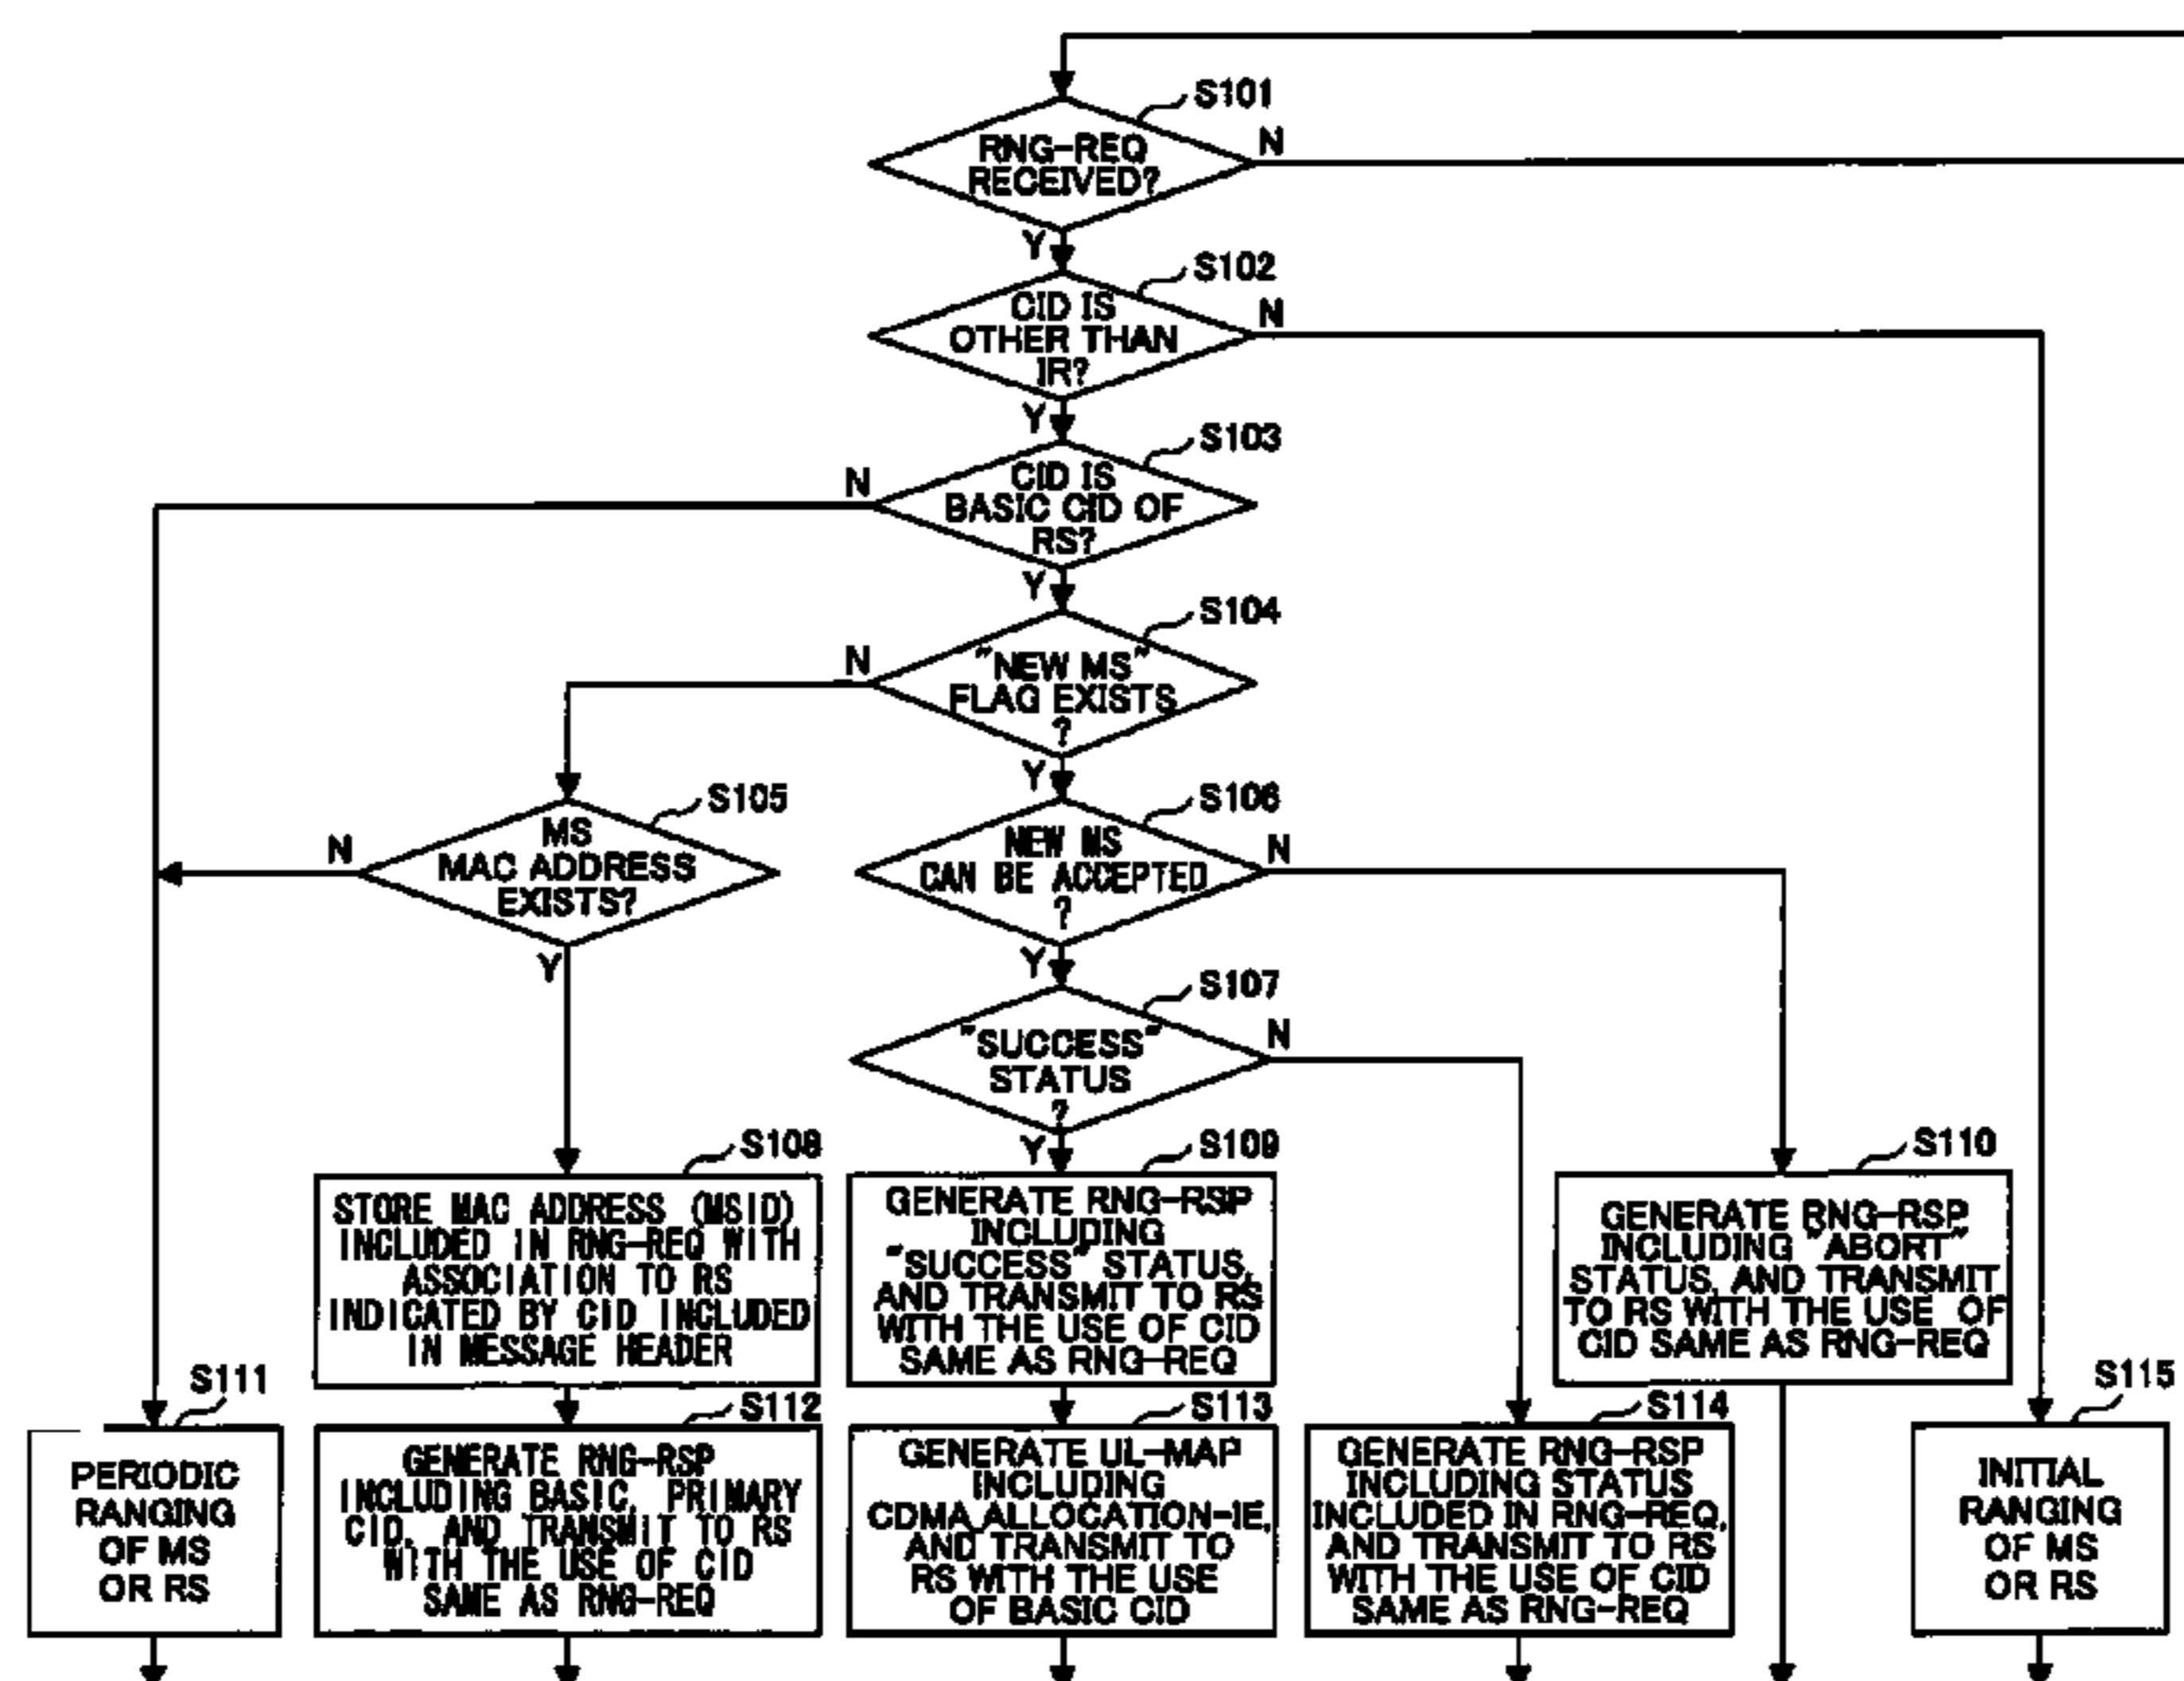 S101
RNG-REQ
RECEIVED?
N
Y
S102
CID IS
OTHER THAN
IR?
N
Y
S103
CID IS
BASIC CID OF
RS?
N
Y
S104
"NEW MS"
FLAG EXISTS
?
N
Y
S105
MS
MAC ADDRESS
EXISTS?
N
Y
S106
NEW MS
CAN BE ACCEPTED
?
N
Y
S107
"SUCCESS"
STATUS
?
N
Y
S108
STORE MAC ADDRESS (MSID)
INCLUDED IN RNG-REQ WITH
ASSOCIATION TO RS
INDICATED BY CID INCLUDED
IN MESSAGE HEADER
S109
GENERATE RNG-RSP
INCLUDING
"SUCCESS" STATUS,
AND TRANSMIT TO RS
WITH THE USE OF CID
SAME AS RNG-REQ
S110
GENERATE RNG-RSP
INCLUDING "ABORT"
STATUS, AND TRANSMIT
TO RS WITH THE USE OF
CID SAME AS RNG-REQ
S111
PERIODIC
RANGING
OF MS
OR RS
S112
GENERATE RNG-RSP
INCLUDING BASIC, PRIMARY
CID, AND TRANSMIT TO RS
WITH THE USE OF CID
SAME AS RNG-REQ
S113
GENERATE UL-MAP
INCLUDING
CDMA ALLOCATION-IE,
AND TRANSMIT TO
RS WITH THE USE
OF BASIC CID
S114
GENERATE RNG-RSP
INCLUDING STATUS
INCLUDED IN RNG-REQ,
AND TRANSMIT TO RS
WITH THE USE OF CID
SAME AS RNG-REQ
S115
INITIAL
RANGING
OF MS
OR RS